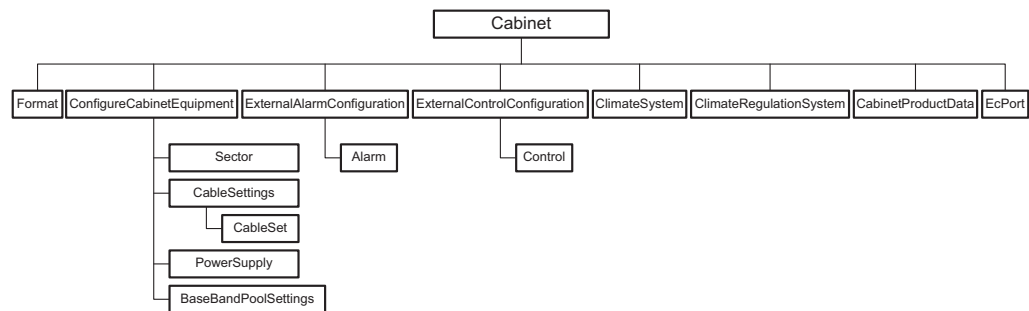 Cabinet
Format
ConfigureCabinetEquipment
ExternalAlarmConfiguration
ExternalControlConfiguration
ClimateSystem
ClimateRegulationSystem
CabinetProductData
EcPort
Sector
Alarm
Control
CableSettings
CableSet
PowerSupply
BaseBandPoolSettings